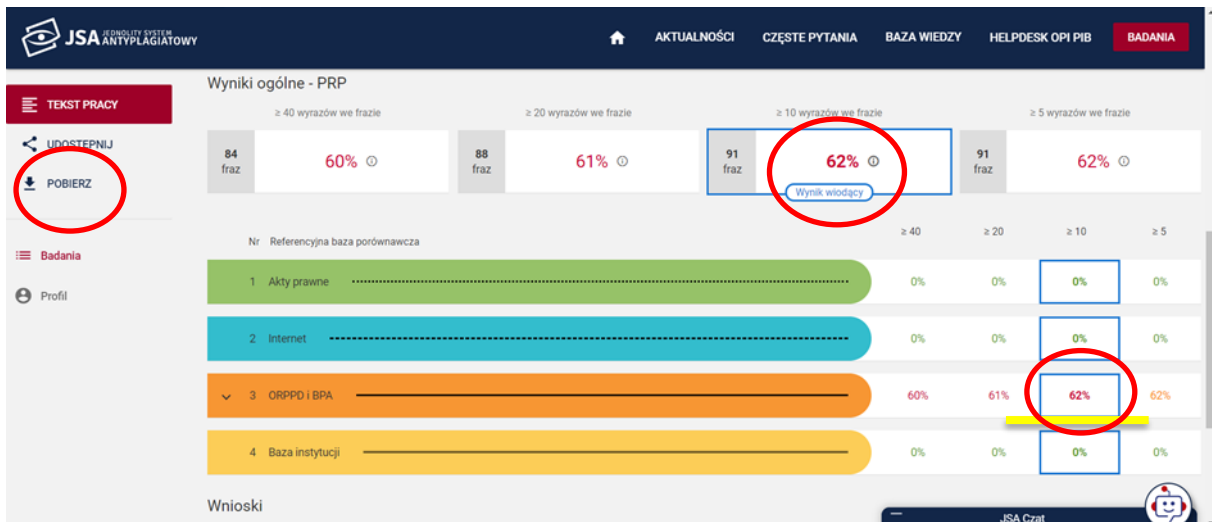 JSA JEDNOLITY SYSTEM ANTYPLAGIATOWY
AKTUALNOŚCI CZĘSTE PYTANIA BAZA WIEDZY HELPDESK OPI PIB BADANIA
TEKST PRACY
UDOSTĘPNIJ
POBIERZ
Badania
Profil
Wyniki ogólne - PRP
≥ 40 wyrazów we frazie ≥ 20 wyrazów we frazie ≥ 10 wyrazów we frazie ≥ 5 wyrazów we frazie
84 fraz 60% 88 fraz 61% 91 fraz 62% 91 fraz 62%
Wynik wiodący
Nr Referencyjna baza porównawcza ≥ 40 ≥ 20 ≥ 10 ≥ 5
1 Akty prawne 0% 0% 0% 0%
2 Internet 0% 0% 0% 0%
3 ORPPD i BPA 60% 61% 62% 62%
4 Baza instytucji 0% 0% 0% 0%
Wnioski
JSA Czat